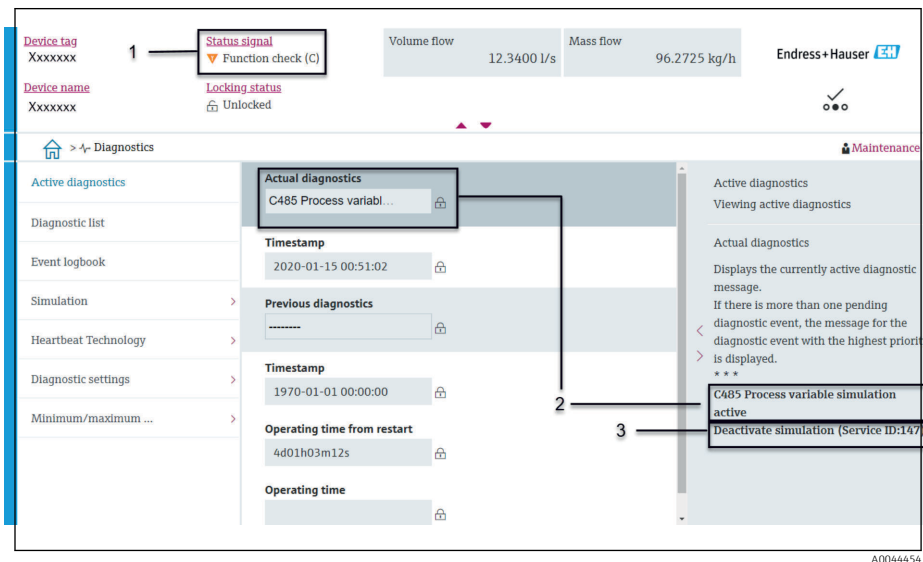 Device tag
Xxxxxxx
1
Status signal
Function check (C)
Volume flow
12.3400 l/s
Mass flow
96.2725 kg/h
Endress+Hauser EH
Device name
Xxxxxxx
Locking status
Unlocked
> Diagnostics
Maintenance
Active diagnostics
Diagnostic list
Event logbook
Simulation
Heartbeat Technology
Diagnostic settings
Minimum/maximum ...
Actual diagnostics
C485 Process variabl...
Timestamp
2020-01-15 00:51:02
Previous diagnostics
--------
Timestamp
1970-01-01 00:00:00
Operating time from restart
4d01h03m12s
Operating time
2
3
Active diagnostics
Viewing active diagnostics
Actual diagnostics
Displays the currently active diagnostic
message.
If there is more than one pending
diagnostic event, the message for the
diagnostic event with the highest priorit
is displayed.
* * *
C485 Process variable simulation
active
Deactivate simulation (Service ID:147)
A0044454